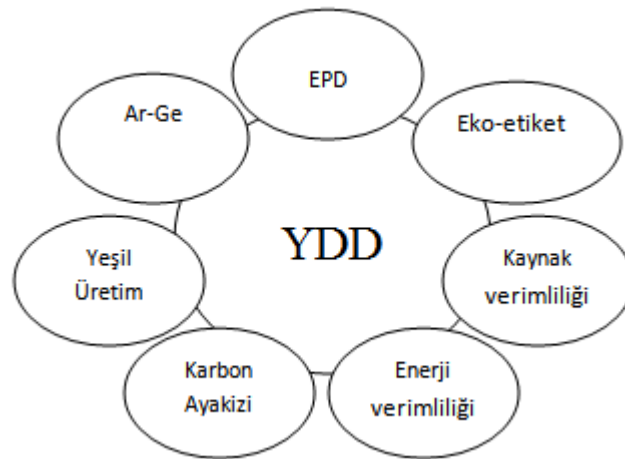 EPD
Ar-Ge
Eko-etiket
YDD
Yeşil
Üretim
Kaynak
verimliliği
Karbon
Ayakizi
Enerji
verimliliği